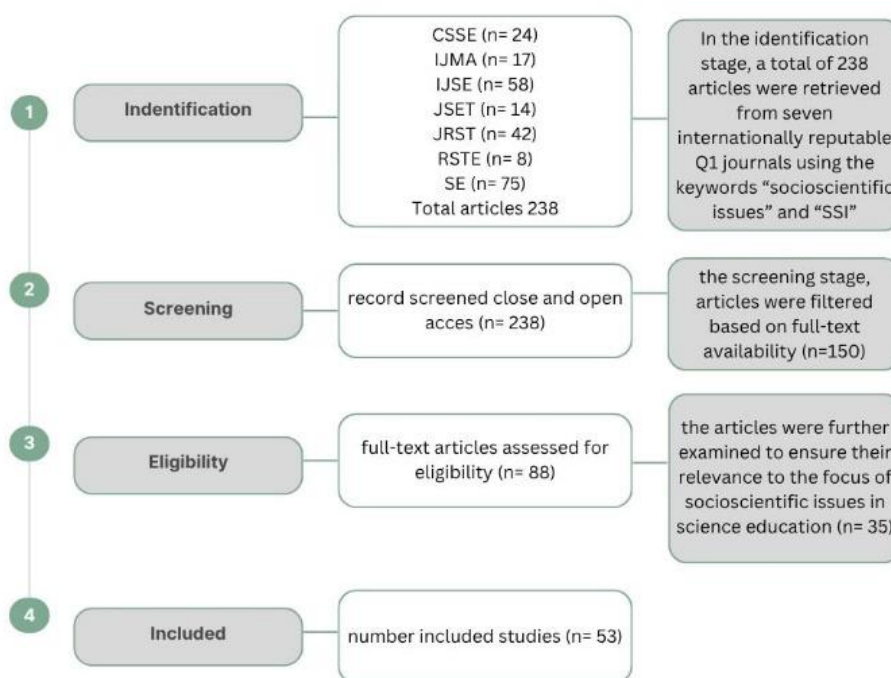 1
Indentification
CSSE (n= 24)
IJMA (n= 17)
IJSE (n= 58)
JSET (n= 14)
JRST (n= 42)
RSTE (n= 8)
SE (n= 75)
Total articles 238
In the identification
stage, a total of 238
articles were retrieved
from seven
internationally reputable
Q1 journals using the
keywords “socioscientific
issues” and “SSI”
2
Screening
record screened close and open
acces (n= 238)
the screening stage,
articles were filtered
based on full-text
availability (n=150)
3
Eligibility
full-text articles assessed for
eligibility (n= 88)
the articles were further
examined to ensure their
relevance to the focus of
socioscientific issues in
science education (n= 35)
4
Included
number included studies (n= 53)